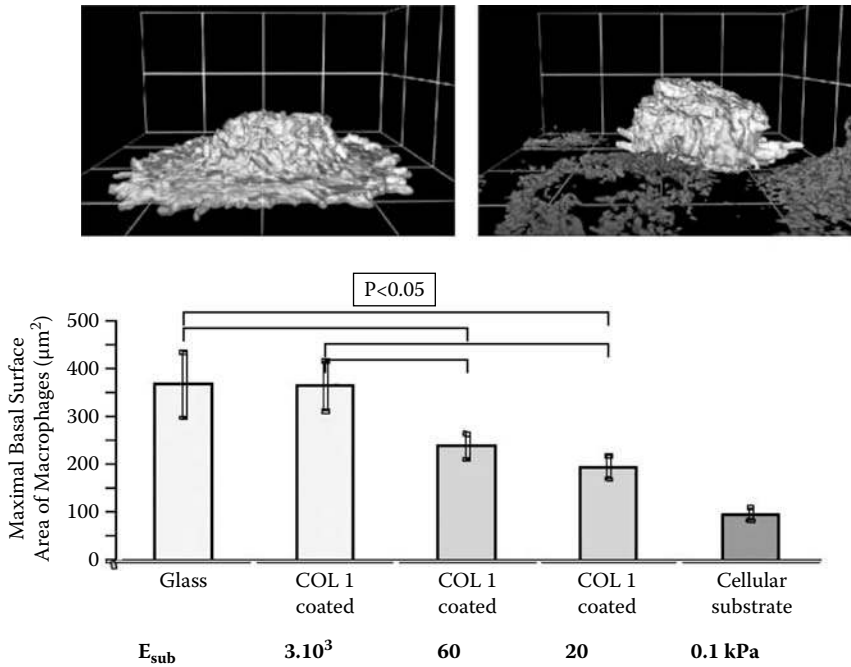 P<0.05
Maximal Basal Surface
Area of Macrophages (µm²)
500
400
300
200
100
0
Glass
COL 1
coated
COL 1
coated
COL 1
coated
Cellular
substrate
E_sub
3.10³
60
20
0.1 kPa